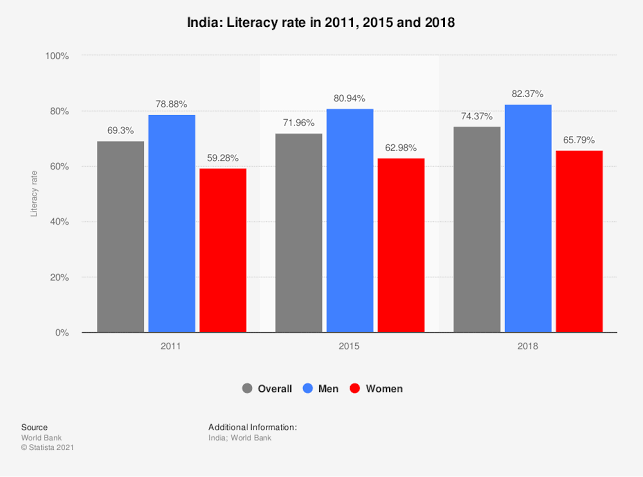 India: Literacy rate in 2011, 2015 and 2018
100%
80%
60%
40%
20%
0%
Literacy rate
69.3%
78.88%
59.28%
71.96%
80.94%
62.98%
74.37%
82.37%
65.79%
2011
2015
2018
Overall Men Women
Source
World Bank
© Statista 2021
Additional Information:
India; World Bank